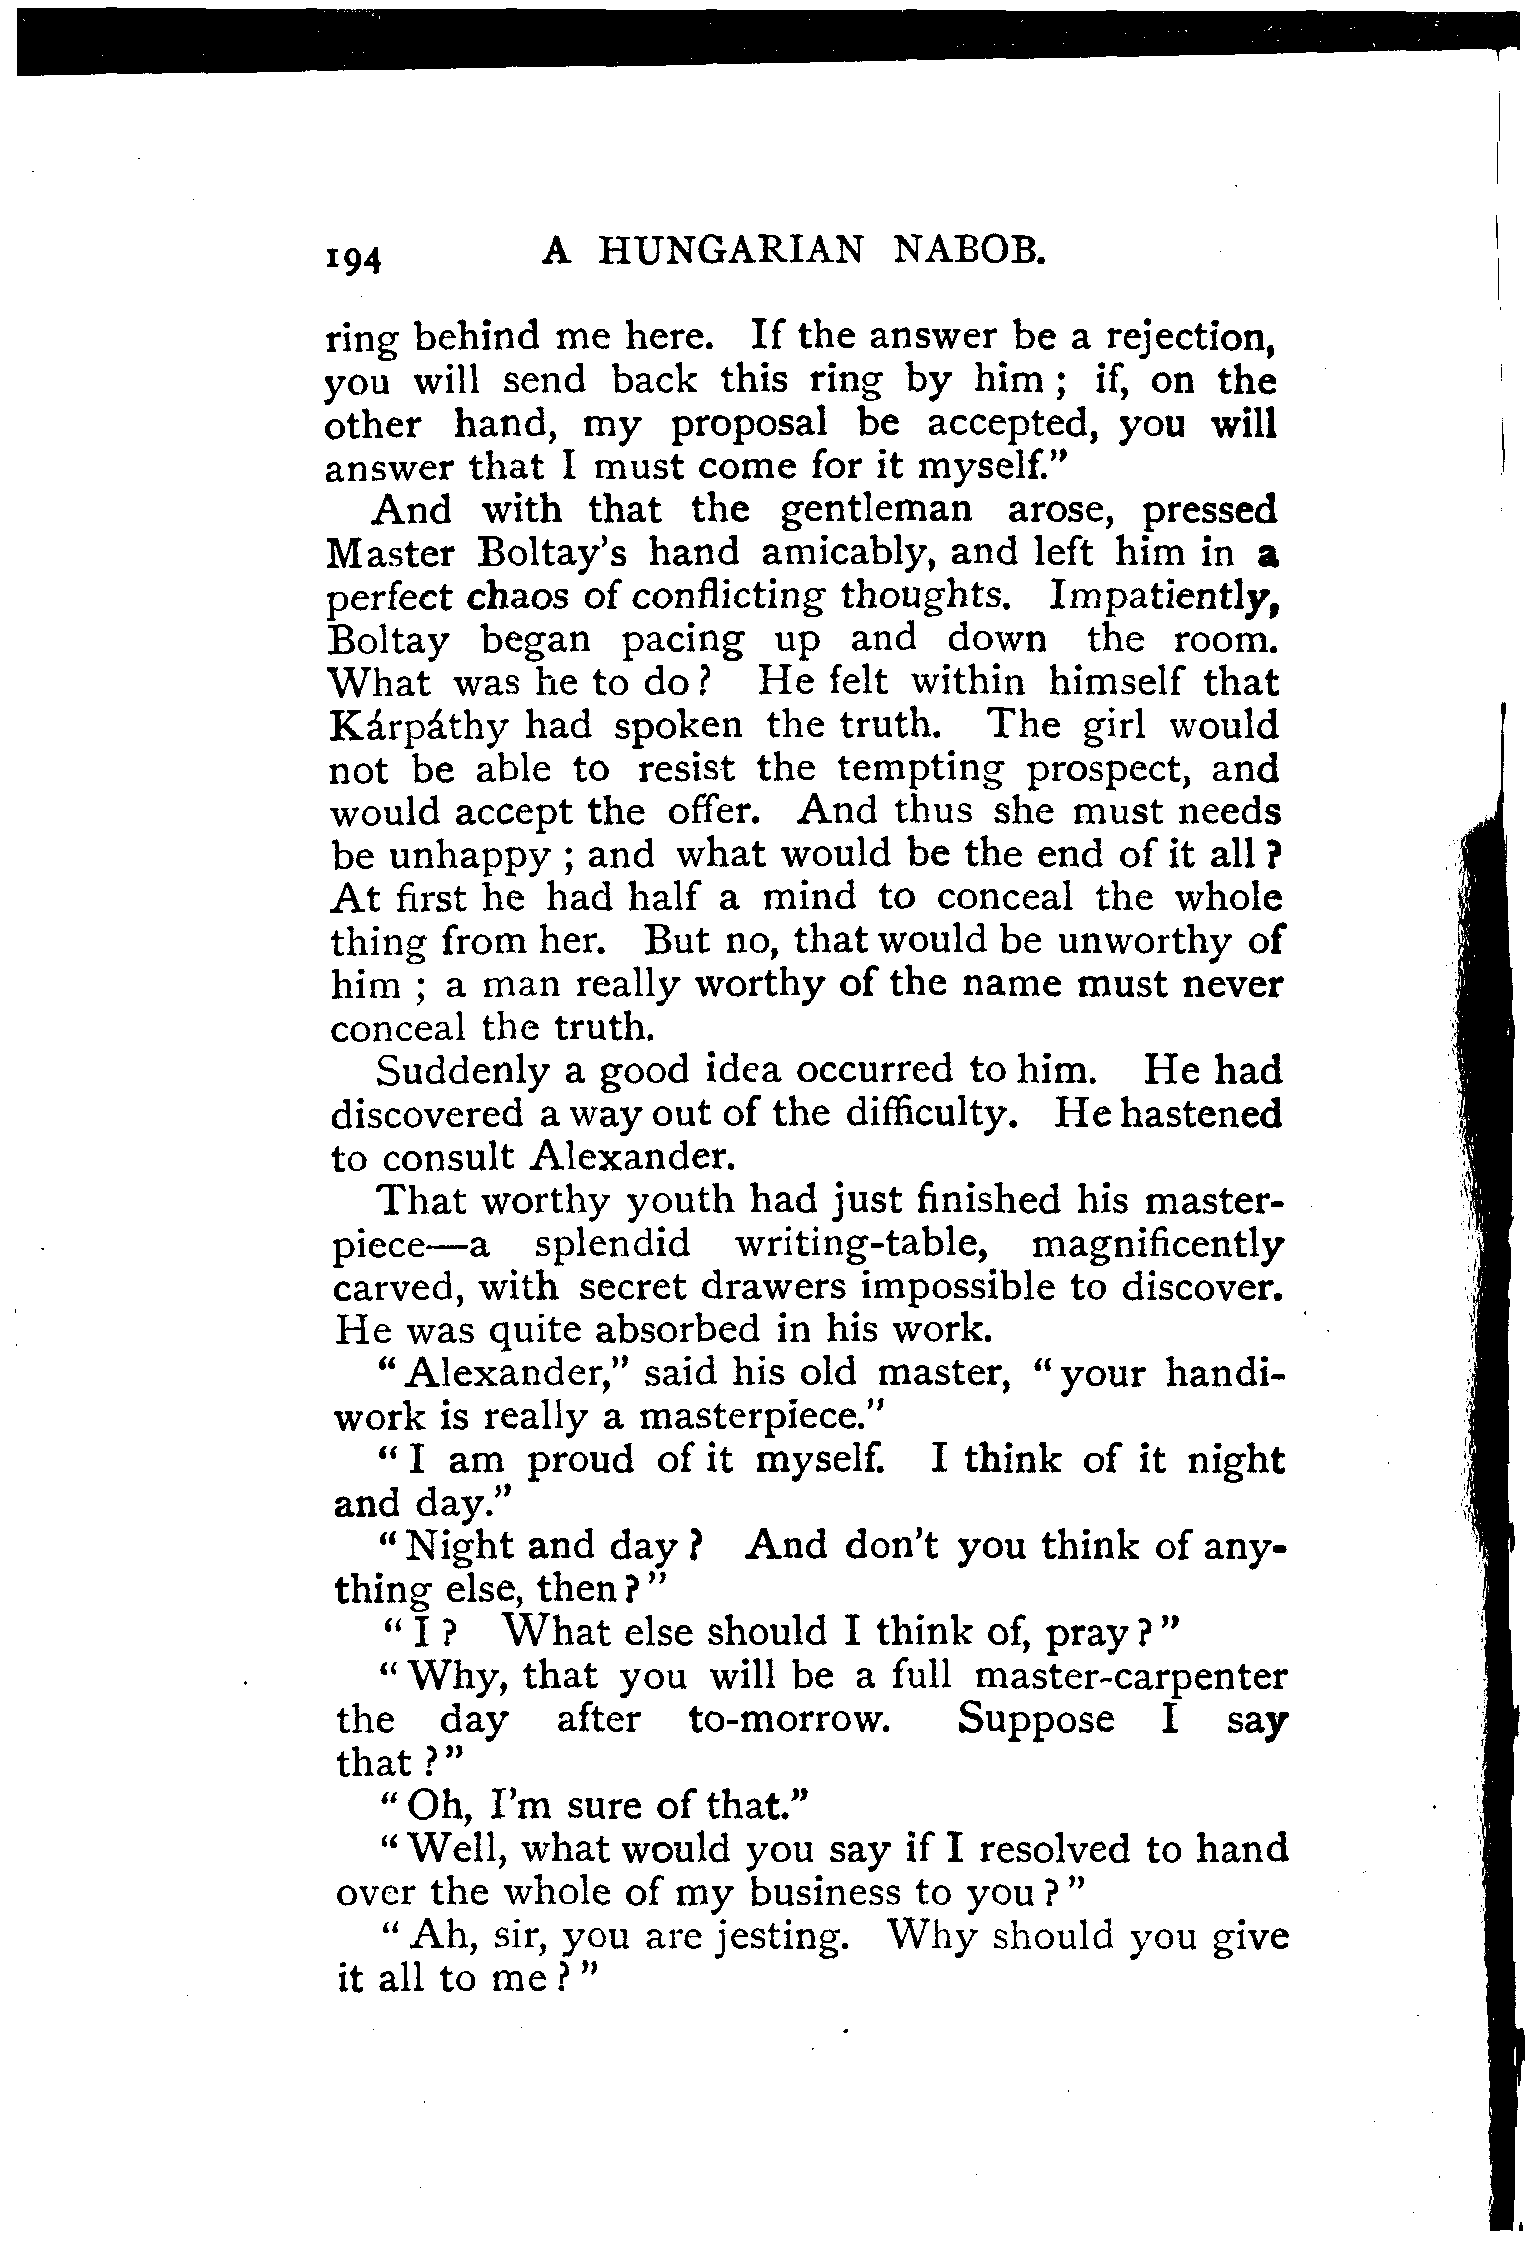 194 A HUNGARIAN NABOB.
ring behind me here. If the answer be a rejection,
you will send back this ring by him ; if, on the
other hand, my proposal be accepted, you will
answer that I must come for it myself."
And with that the gentleman arose, pressed
Master Boltay's hand amicably, and left him in a
perfect chaos of conflicting thoughts. Impatiently,
Boltay began pacing up and down the room.
What was he to do ? He felt within himself that
Kárpáthy had spoken the truth. The girl would
not be able to resist the tempting prospect, and
would accept the offer. And thus she must needs
be unhappy ; and what would be the end of it all ?
At first he had half a mind to conceal the whole
thing from her. But no, that would be unworthy of
him ; a man really worthy of the name must never
conceal the truth.
Suddenly a good idea occurred to him. He had
discovered a way out of the difficulty. He hastened
to consult Alexander.
That worthy youth had just finished his master-
piece—a splendid writing-table, magnificently
carved, with secret drawers impossible to discover.
He was quite absorbed in his work.
"Alexander," said his old master, "your handi-
work is really a masterpiece."
"I am proud of it myself. I think of it night
and day."
"Night and day ? And don't you think of any-
thing else, then ?"
"I ? What else should I think of, pray ?"
"Why, that you will be a full master-carpenter
the day after to-morrow. Suppose I say
that ?"
"Oh, I'm sure of that."
"Well, what would you say if I resolved to hand
over the whole of my business to you ?"
"Ah, sir, you are jesting. Why should you give
it all to me ?"